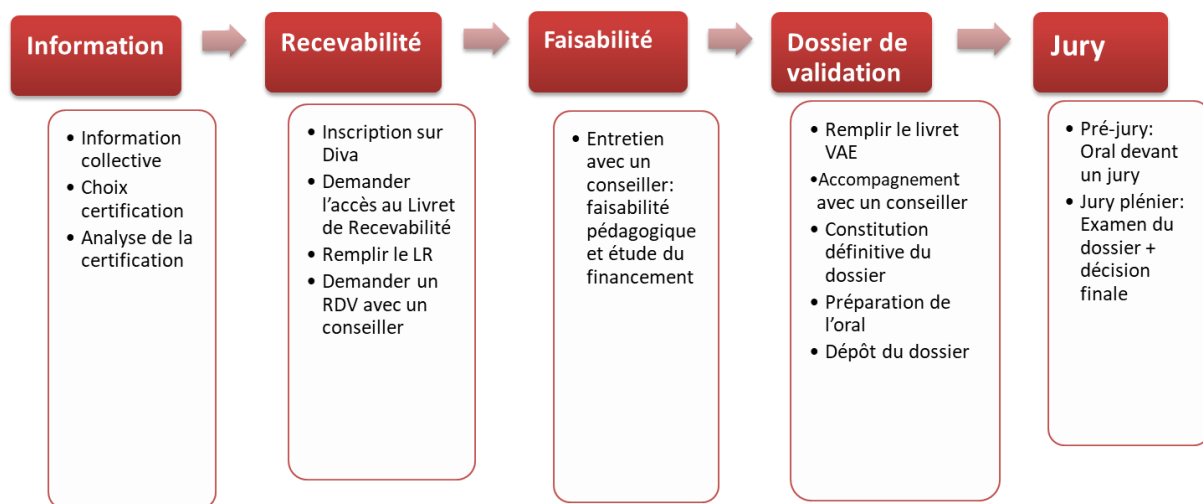 Information
• Information
collective
• Choix
certification
• Analyse de la
certification
Recevabilité
• Inscription sur
Diva
• Demander
l'accès au Livret
de Recevabilité
• Remplir le LR
• Demander un
RDV avec un
conseiller
Faisabilité
• Entretien
avec un
conseiller:
faisabilité
pédagogique
et étude du
financement
Dossier de
validation
• Remplir le livret
VAE
•Accompagnement
avec un conseiller
• Constitution
définitive du
dossier
• Préparation de
l'oral
• Dépôt du dossier
Jury
• Pré-jury:
Oral devant
un jury
• Jury plénier:
Examen du
dossier +
décision
finale